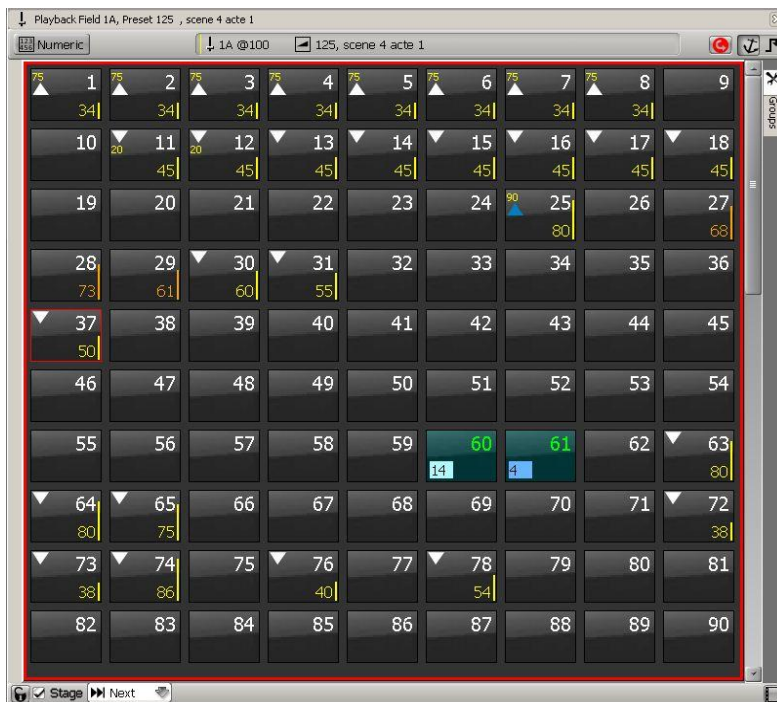 Playback Field 1A, Preset 125 , scene 4 acte 1
Numeric 1A @100 125, scene 4 acte 1
75 1 75 2 75 3 75 4 75 5 75 6 75 7 75 8 9
34 34 34 34 34 34 34 34
10 11 12 13 14 15 16 17 18
20 45 20 45 45 45 45 45 45 45
19 20 21 22 23 24 90 25 26 27
80 68
28 29 30 31 32 33 34 35 36
73 61 60 55
37 38 39 40 41 42 43 44 45
50
46 47 48 49 50 51 52 53 54
55 56 57 58 59 60 61 62 63
14 4 80
64 65 66 67 68 69 70 71 72
80 75 38
73 74 75 76 77 78 79 80 81
38 86 40 54
82 83 84 85 86 87 88 89 90
Groups
Stage Next